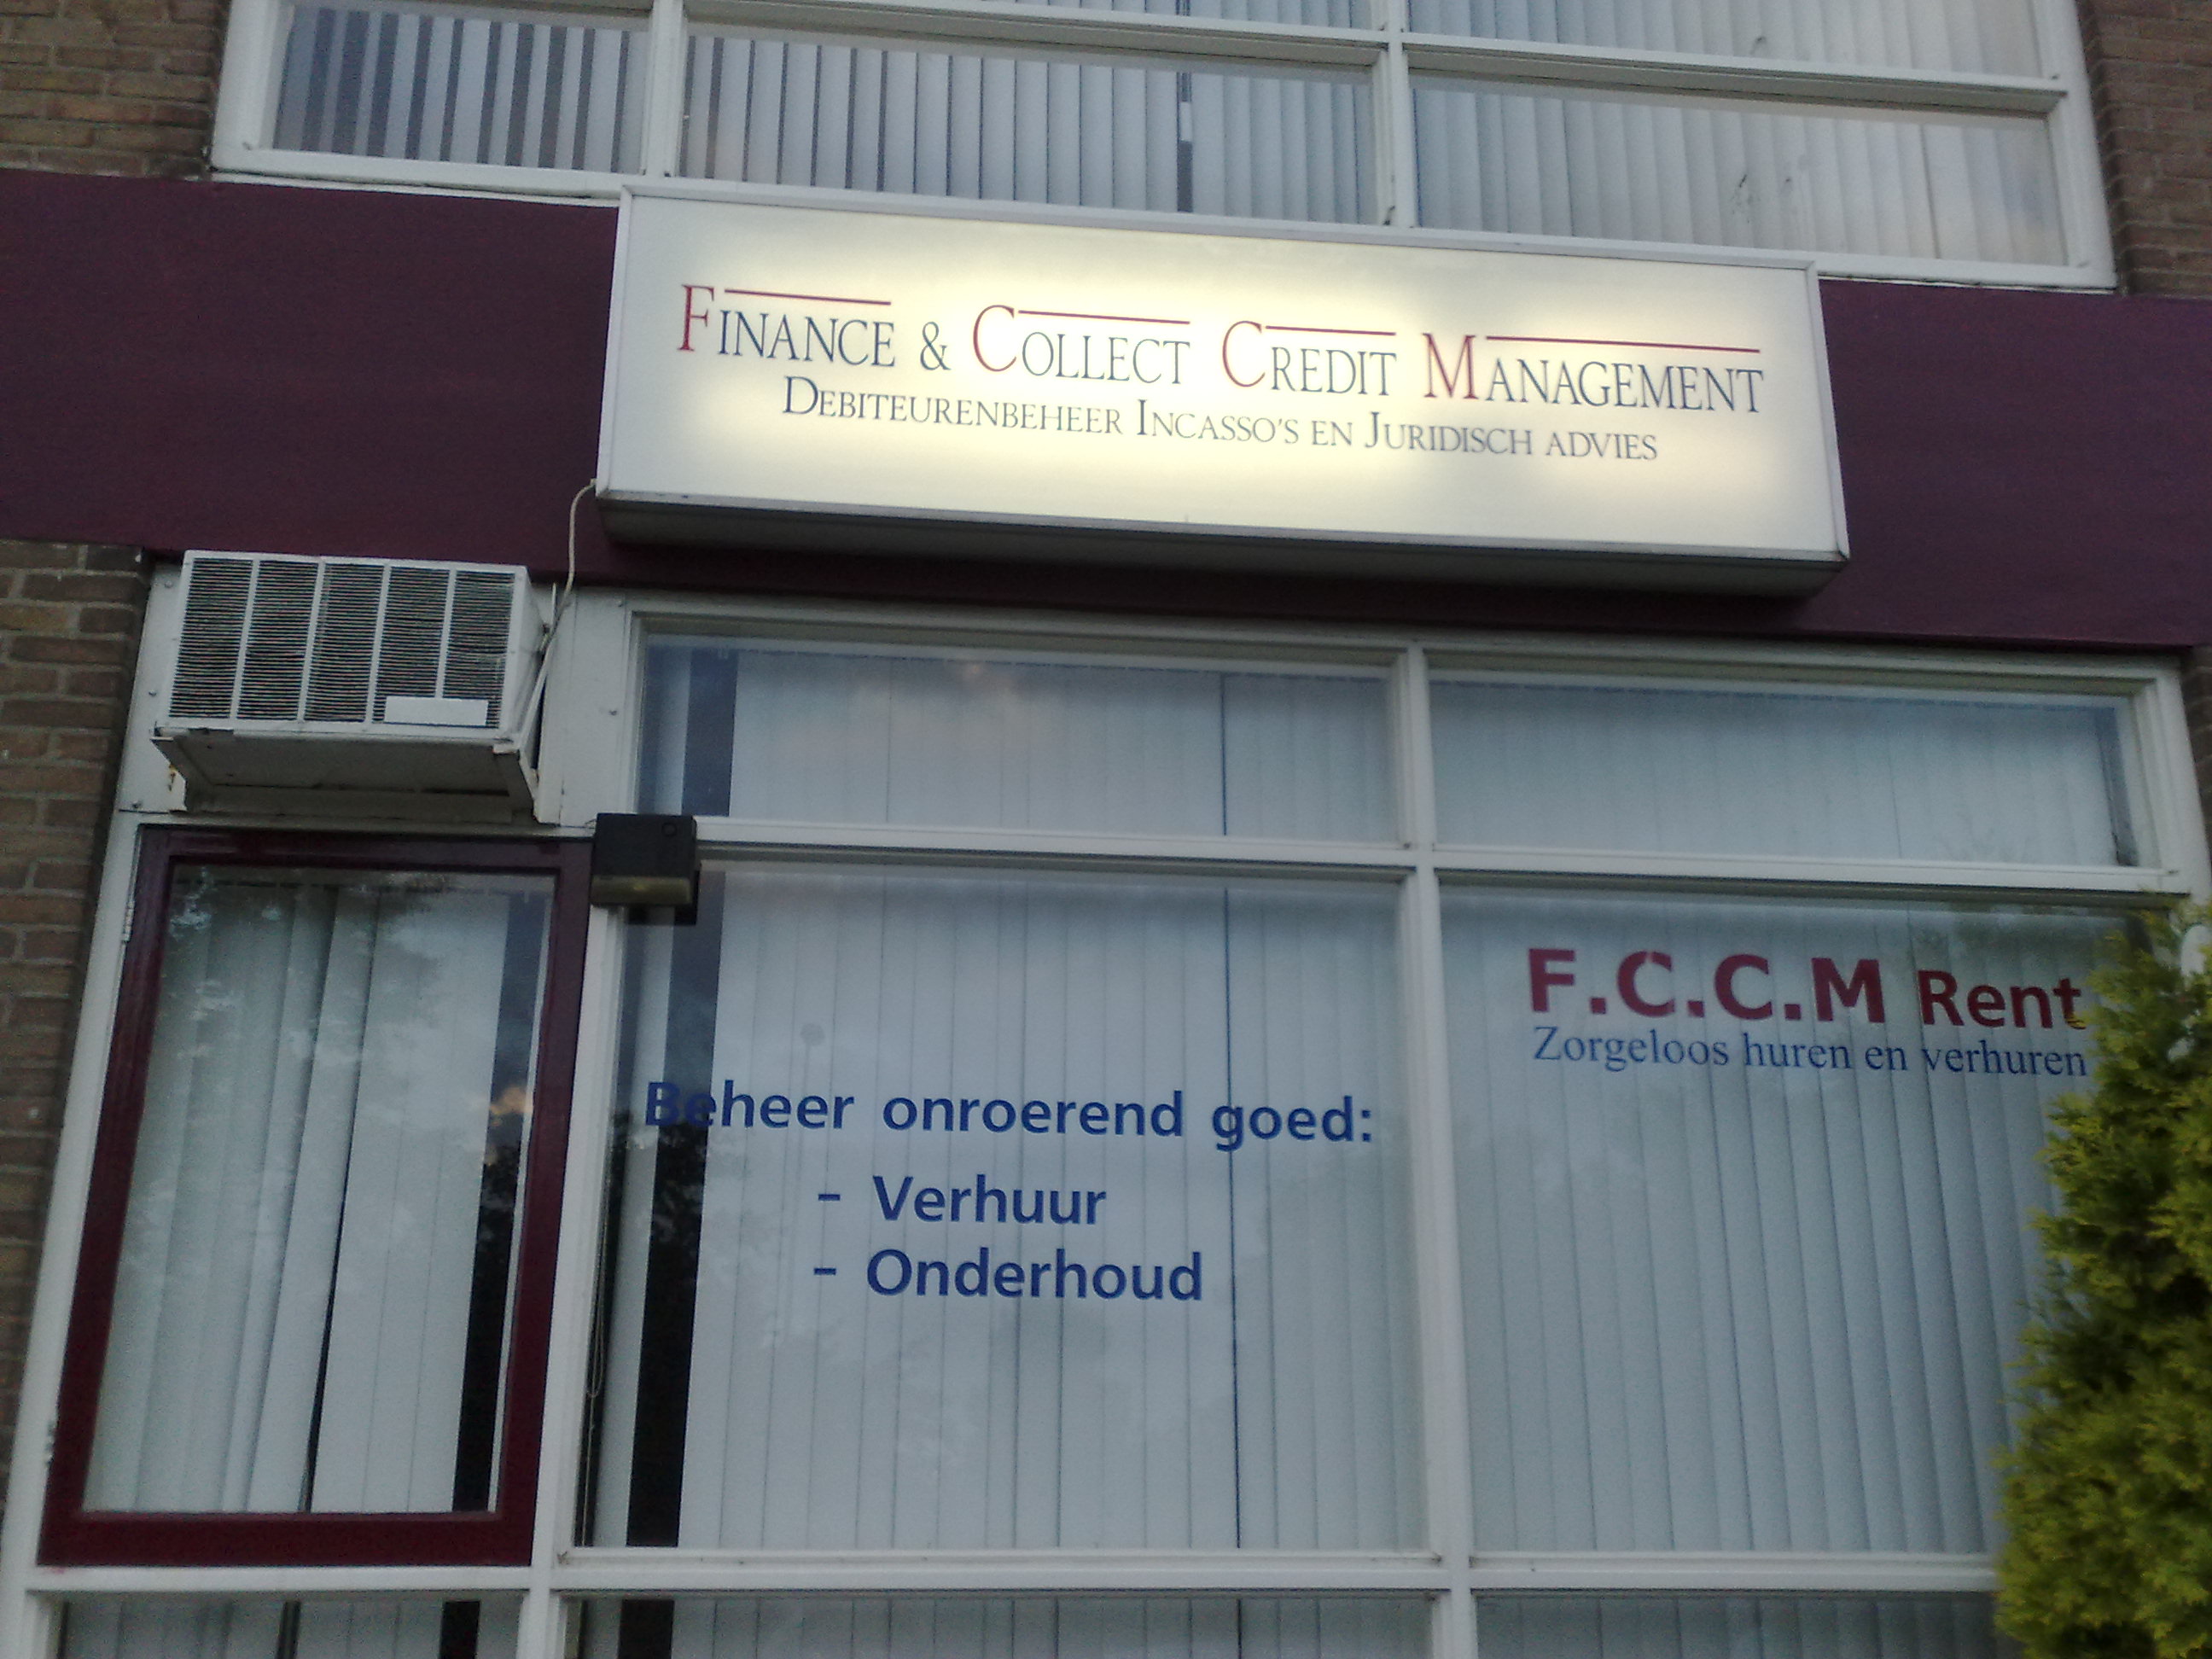 FINANCE & COLLECT CREDIT MANAGEMENT
DEBITEURENBEHEER INCASSO'S EN JURIDISCH ADVIES
F.C.C.M Rent
Zorgeloos huren en verhuren
Beheer onroerend goed:
- Verhuur
- Onderhoud